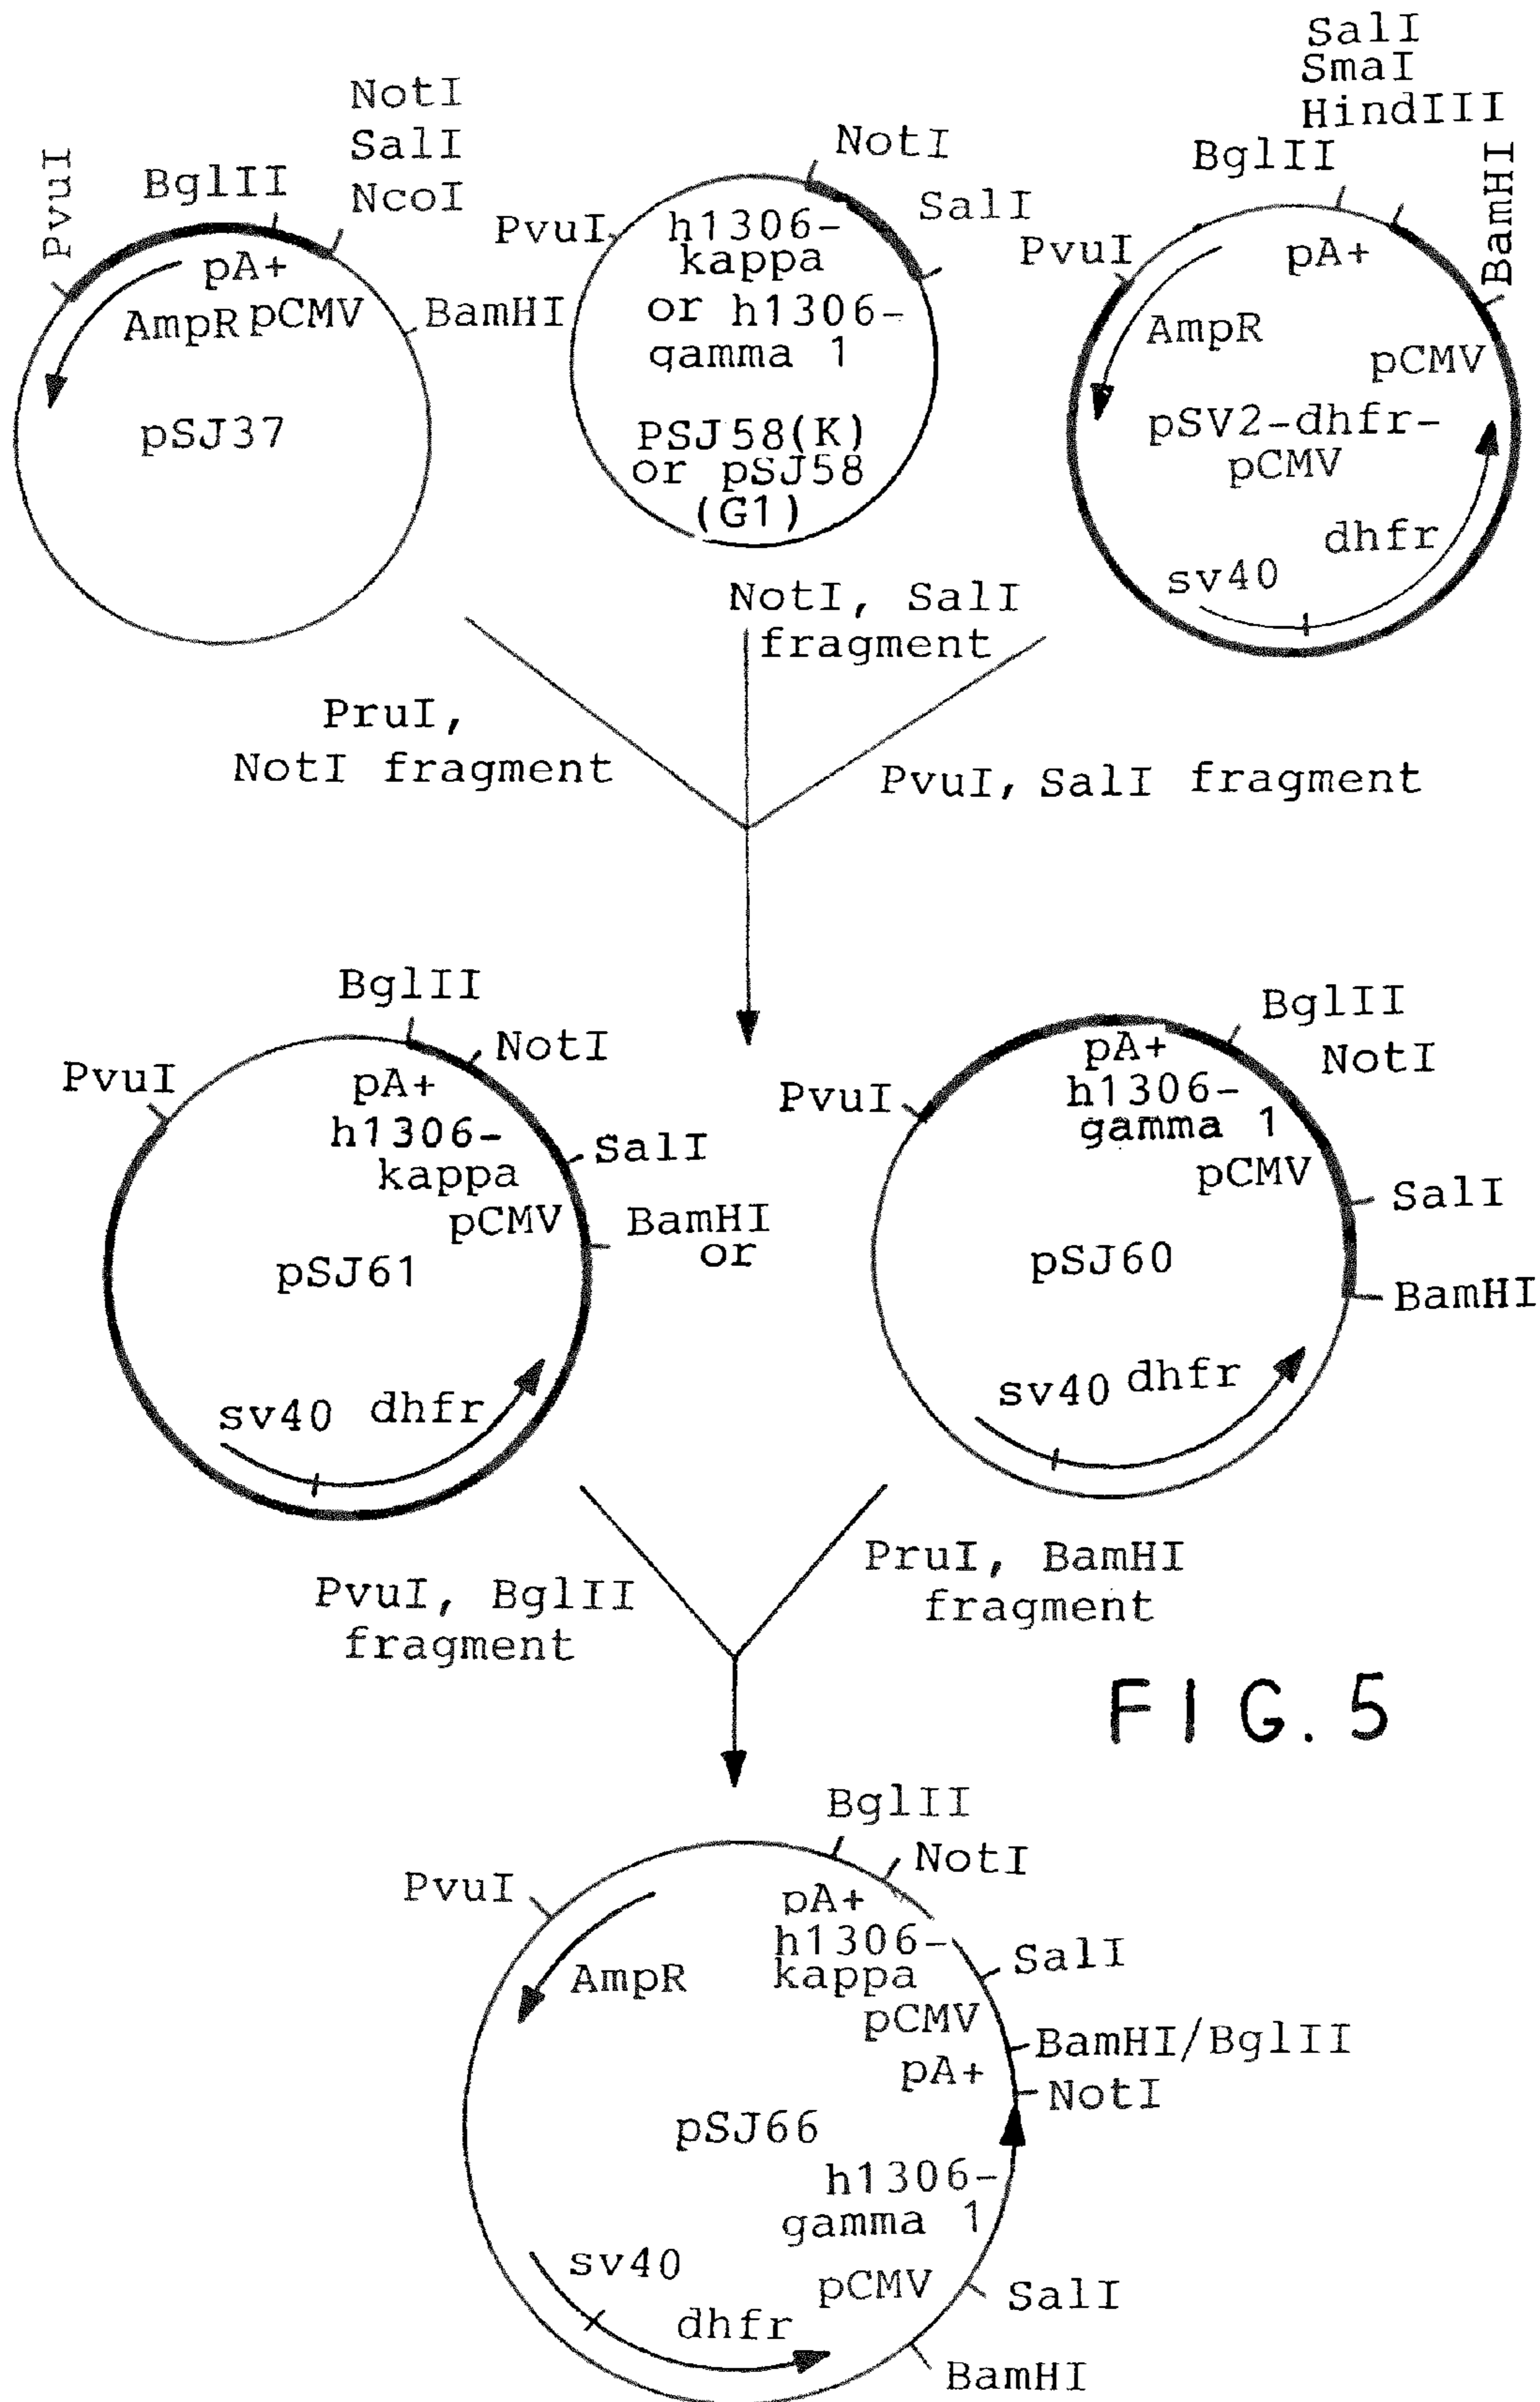 NotI
SalI
NcoI
PvuI
BglII
pA+
AmpR pCMV
BamHI
pSJ37
NotI
SalI
PvuI
h1306-
kappa
or h1306-
gamma 1
PSJ58(K)
or pSJ58
(G1)
SalI
SmaI
HindIII
BglII
BamHI
PvuI
pA+
AmpR
pCMV
pSV2-dhfr-
pCMV
dhfr
sv40
NotI, SalI
fragment
PruI,
NotI fragment
PvuI, SalI fragment
BglII
NotI
PvuI
pA+
h1306-
kappa
SalI
pCMV
BamHI
or
pSJ61
sv40 dhfr
BglII
NotI
PvuI
pA+
h1306-
gamma 1
pCMV
SalI
pSJ60
BamHI
sv40 dhfr
PvuI, BglII
fragment
PruI, BamHI
fragment
FIG. 5
BglII
NotI
PvuI
pA+
h1306-
kappa
SalI
AmpR
pCMV
BamHI/BglII
pA+
NotI
pSJ66
h1306-
gamma 1
sv40
pCMV
SalI
dhfr
BamHI